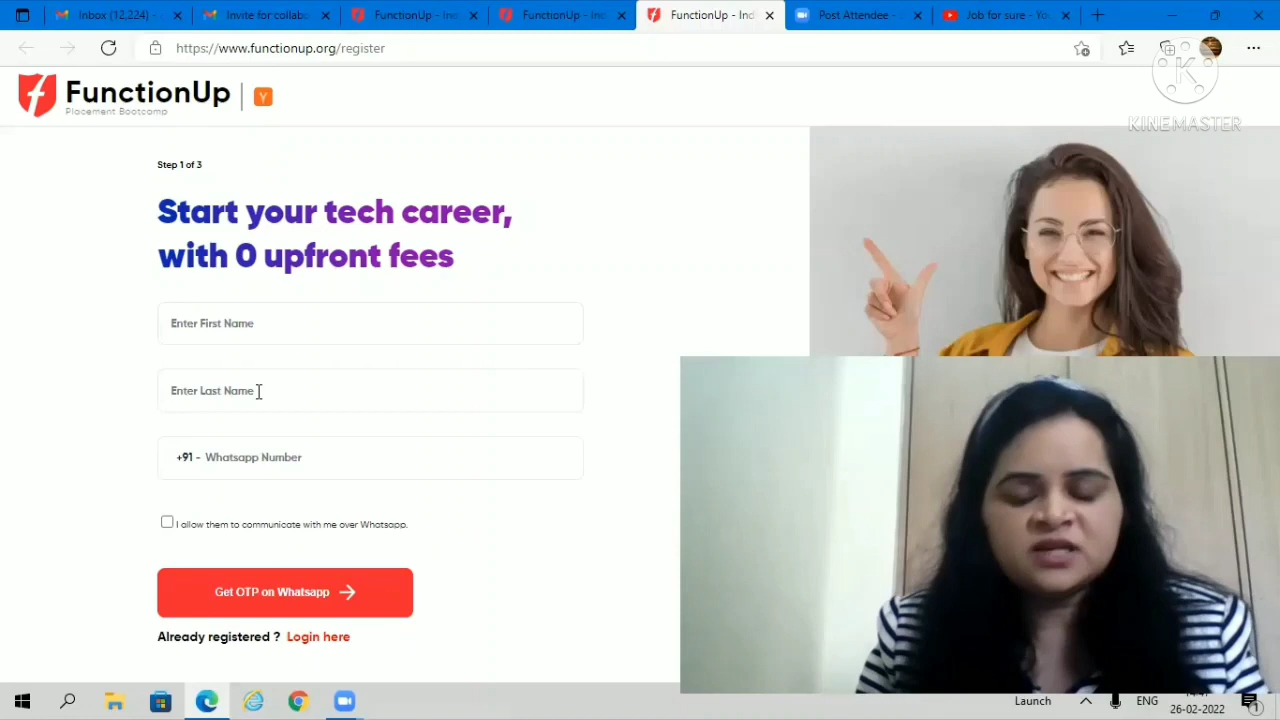 Inbox (12,224) -
Invite for collab
FunctionUp - Ind
FunctionUp - Ind
FunctionUp - Ind
Post Attendee -
Job for sure - Yo
https://www.functionup.org/register
FunctionUp
Y
Placement Bootcamp
K
KINEMASTER
Step 1 of 3
Start your tech career,
with 0 upfront fees
Enter First Name
Enter Last Name
+91 - Whatsapp Number
I allow them to communicate with me over Whatsapp.
Get OTP on Whatsapp →
Already registered ? Login here
Launch
ENG
26-02-2022
1